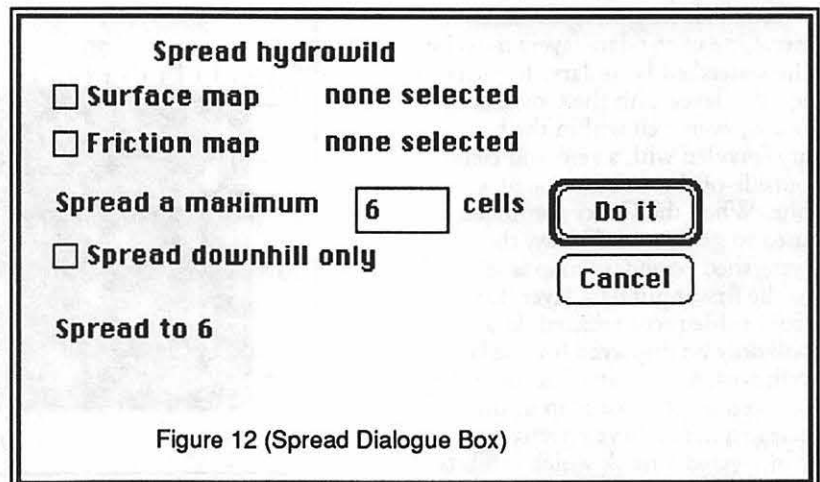 Spread hydrowild
Surface map none selected
Friction map none selected
Spread a maximum 6 cells
Do it
Spread downhill only
Cancel
Spread to 6
Figure 12 (Spread Dialogue Box)